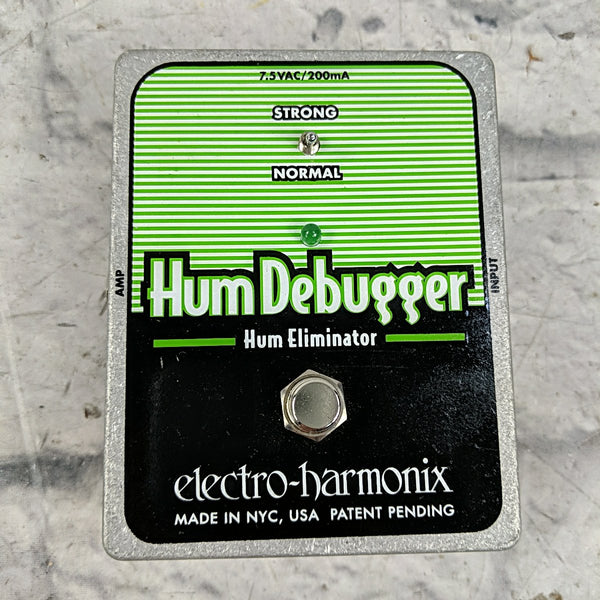 7.5VAC/200mA
STRONG
NORMAL
AMP
INPUT
Hum Debugger
Hum Eliminator
electro-harmonix
MADE IN NYC, USA PATENT PENDING